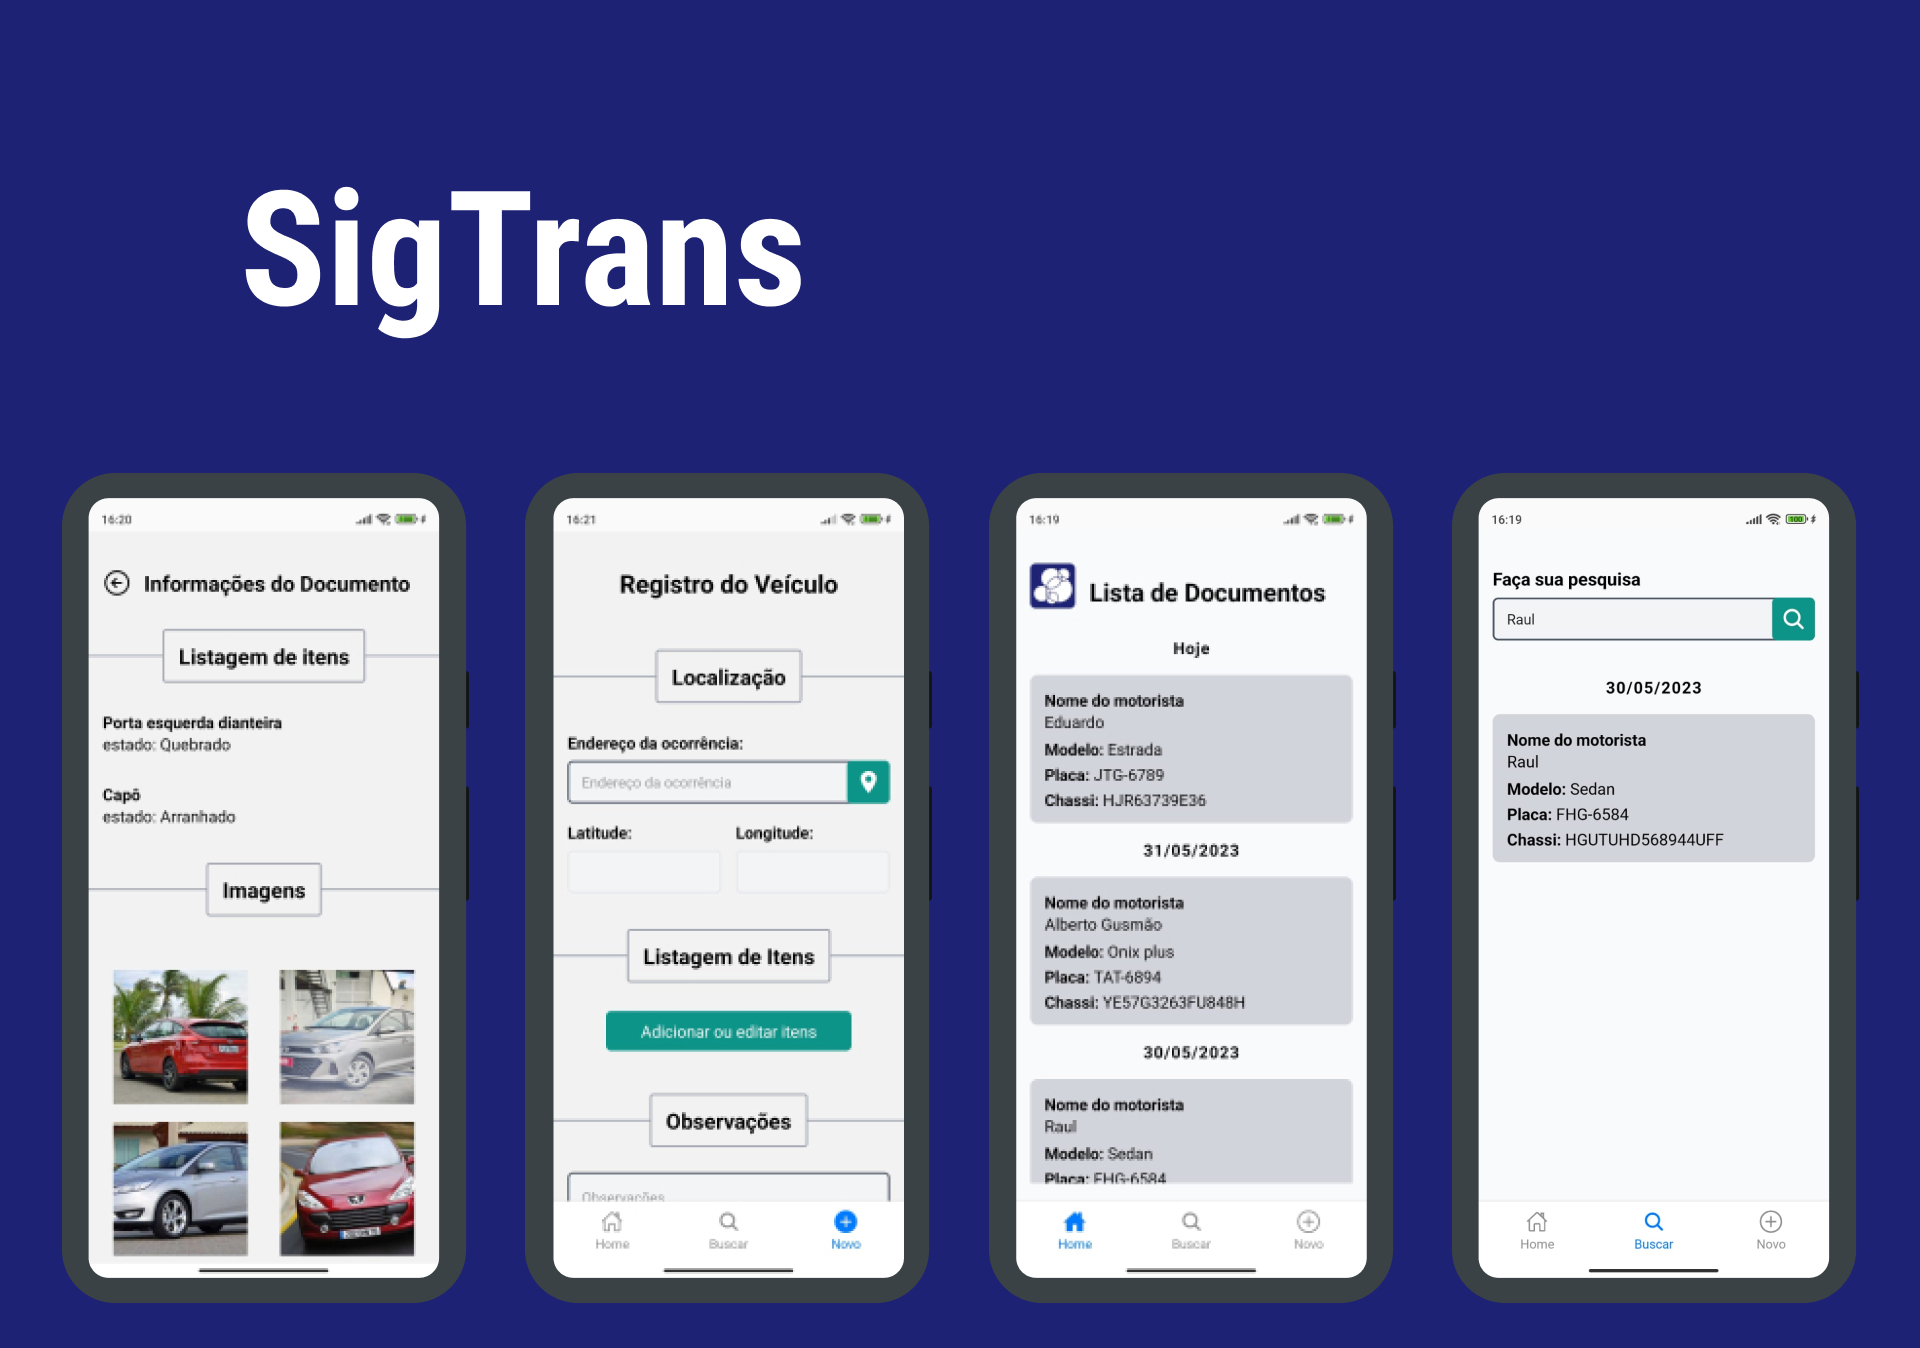 SigTrans
16:20
Informações do Documento
Listagem de itens
Porta esquerda dianteira
estado: Quebrado
Capô
estado: Arranhado
Imagens
16:21
Registro do Veículo
Localização
Endereço da ocorrência:
Endereço da ocorrência
Latitude: Longitude:
Listagem de Itens
Adicionar ou editar itens
Observações
Observações
Home Buscar Novo
16:19
Lista de Documentos
Hoje
Nome do motorista
Eduardo
Modelo: Estrada
Placa: JTG-6789
Chassi: HJR63739E36
31/05/2023
Nome do motorista
Alberto Gusmão
Modelo: Onix plus
Placa: TAT-6894
Chassi: YE57G3263FU848H
30/05/2023
Nome do motorista
Raul
Modelo: Sedan
Placa: FHG-6584
Home Buscar Novo
16:19
100
Faça sua pesquisa
Raul
30/05/2023
Nome do motorista
Raul
Modelo: Sedan
Placa: FHG-6584
Chassi: HGUTUHD568944UFF
Home Buscar Novo